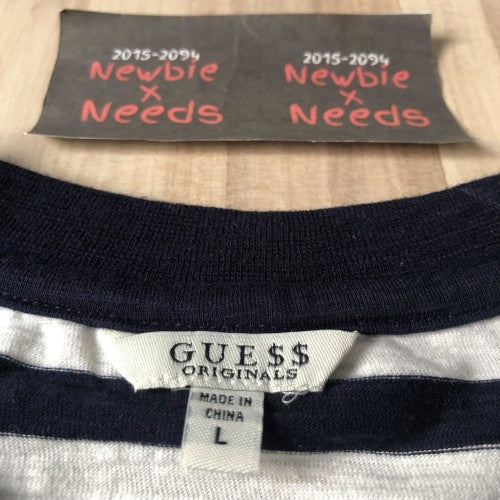 2015-2094
Newbie
x
Needs
2015-2094
Newbie
x
Needs
GUE$$
ORIGINALS
MADE IN
CHINA
L